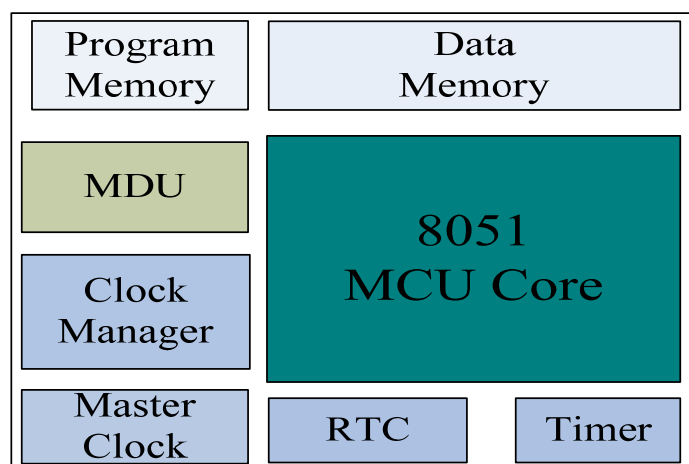 Program
Memory
Data
Memory
MDU
8051
MCU Core
Clock
Manager
Master
Clock
RTC
Timer